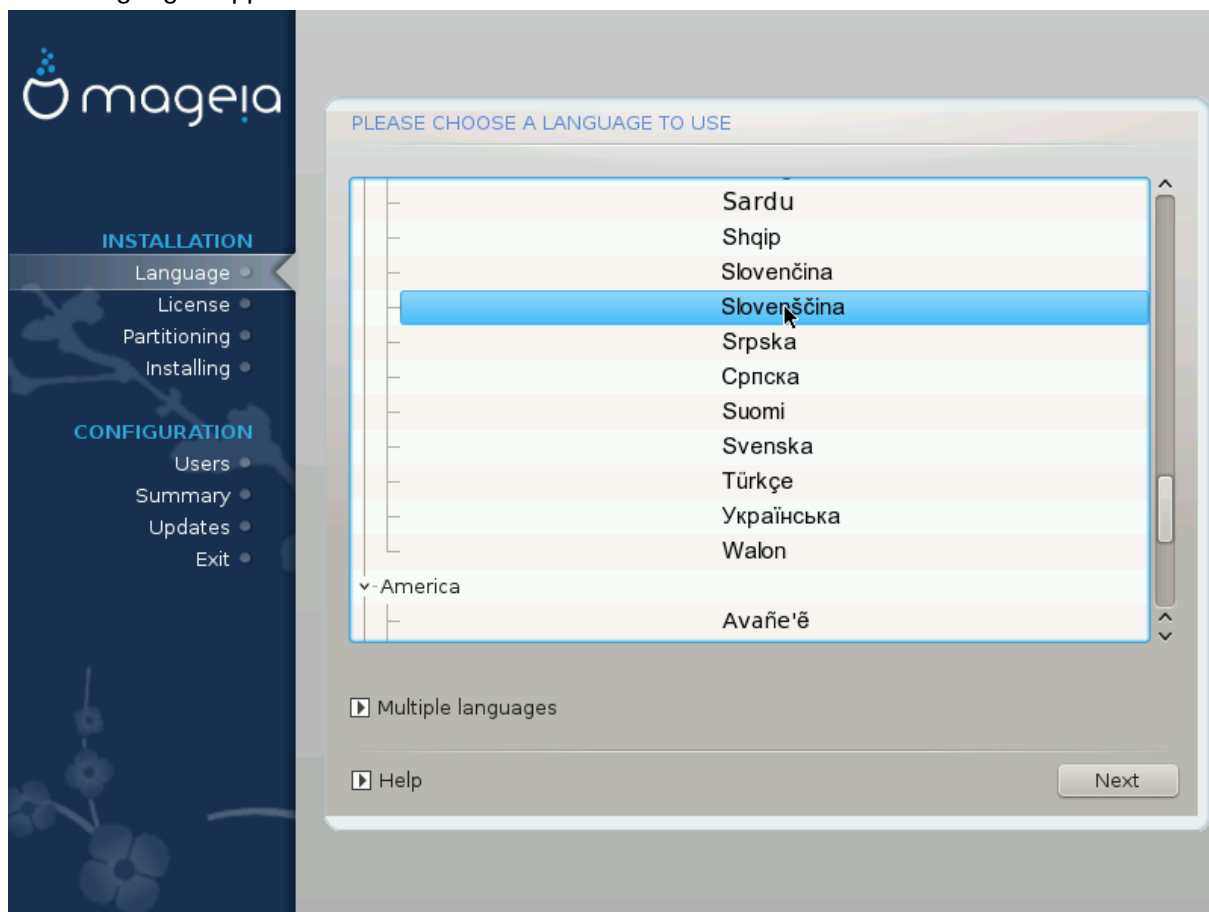 mageia
INSTALLATION
Language
License
Partitioning
Installing
CONFIGURATION
Users
Summary
Updates
Exit
PLEASE CHOOSE A LANGUAGE TO USE
Sardu
Shqip
Slovenčina
Slovenščina
Srpska
Српска
Suomi
Svenska
Türkçe
Українська
Walon
America
Avañe'ẽ
Multiple languages
Help
Next